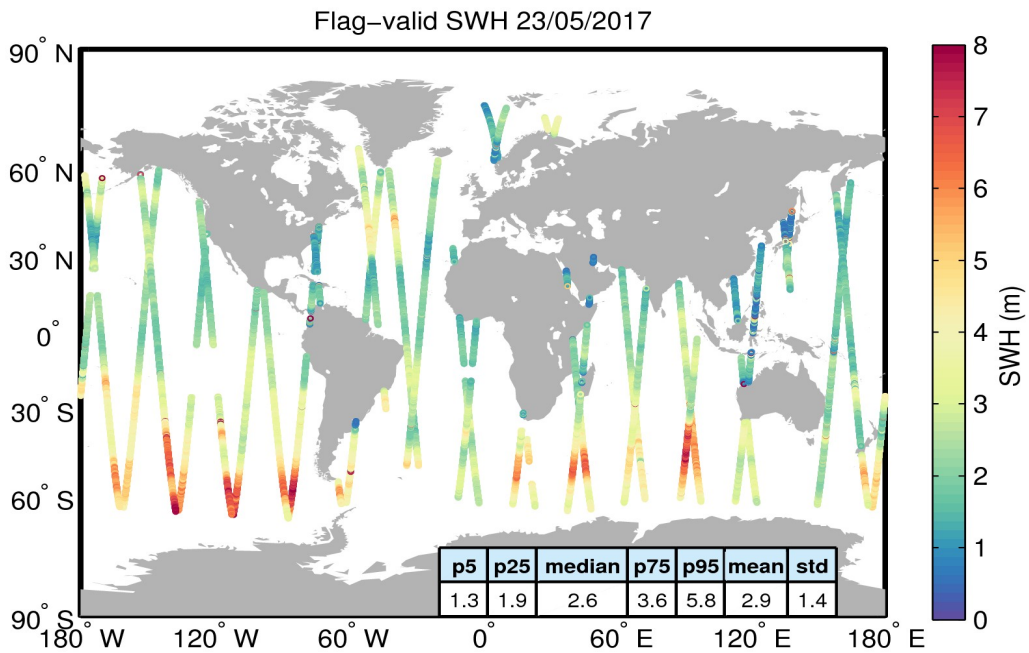 Flag−valid SWH 23/05/2017
90° N
60° N
30° N
0°
30° S
60° S
90° S
180° W
120° W
60° W
0°
60° E
120° E
180° E
p5 p25 median p75 p95 mean std
1.3 1.9 2.6 3.6 5.8 2.9 1.4
8
7
6
5
4
3
2
1
0
SWH (m)